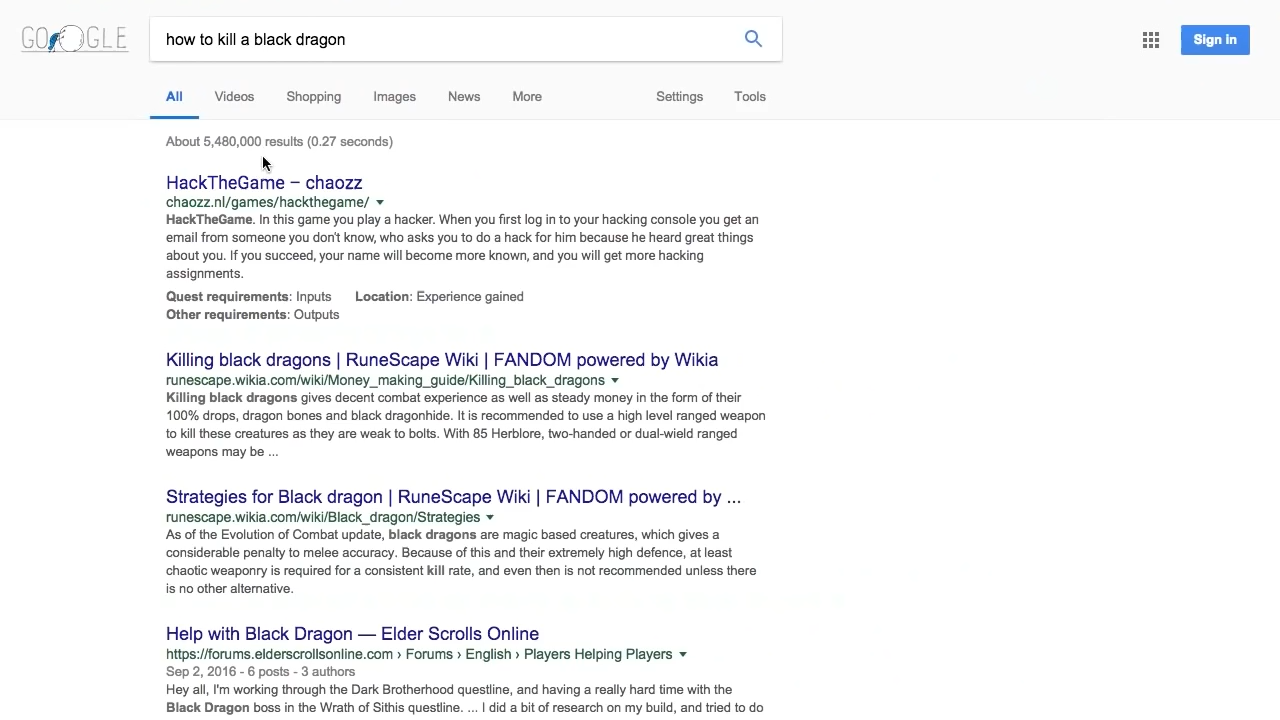 GO GLE
how to kill a black dragon
Sign in
All Videos Shopping Images News More Settings Tools
About 5,480,000 results (0.27 seconds)
HackTheGame – chaozz
chaozz.nl/games/hackthegame/
HackTheGame. In this game you play a hacker. When you first log in to your hacking console you get an
email from someone you don't know, who asks you to do a hack for him because he heard great things
about you. If you succeed, your name will become more known, and you will get more hacking
assignments.
Quest requirements: Inputs Location: Experience gained
Other requirements: Outputs
Killing black dragons | RuneScape Wiki | FANDOM powered by Wikia
runescape.wikia.com/wiki/Money_making_guide/Killing_black_dragons
Killing black dragons gives decent combat experience as well as steady money in the form of their
100% drops, dragon bones and black dragonhide. It is recommended to use a high level ranged weapon
to kill these creatures as they are weak to bolts. With 85 Herblore, two-handed or dual-wield ranged
weapons may be ...
Strategies for Black dragon | RuneScape Wiki | FANDOM powered by ...
runescape.wikia.com/wiki/Black_dragon/Strategies
As of the Evolution of Combat update, black dragons are magic based creatures, which gives a
considerable penalty to melee accuracy. Because of this and their extremely high defence, at least
chaotic weaponry is required for a consistent kill rate, and even then is not recommended unless there
is no other alternative.
Help with Black Dragon — Elder Scrolls Online
https://forums.elderscrollsonline.com › Forums › English › Players Helping Players
Sep 2, 2016 - 6 posts - 3 authors
Hey all, I'm working through the Dark Brotherhood questline, and having a really hard time with the
Black Dragon boss in the Wrath of Sithis questline. ... I did a bit of research on my build, and tried to do